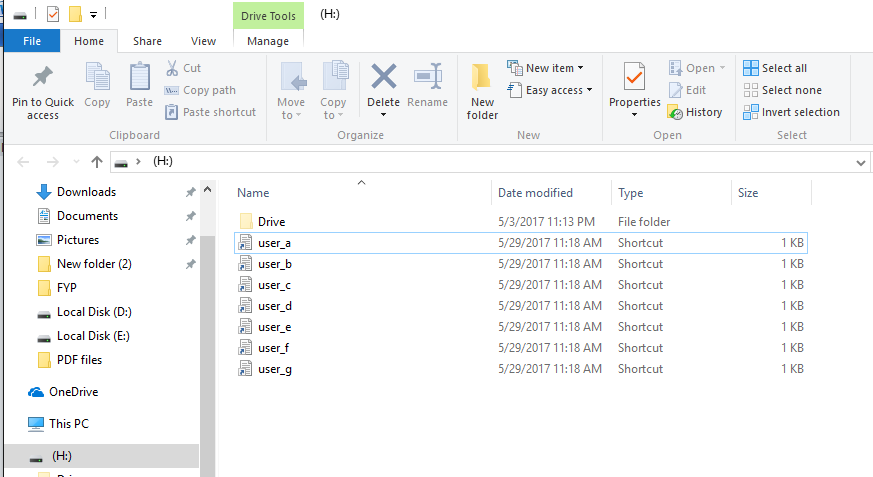 Drive Tools (H:)
File Home Share View Manage
Pin to Quick access
Copy
Paste
Cut
Copy path
Paste shortcut
Clipboard
Move to
Copy to
Delete
Rename
Organize
New folder
New item
Easy access
New
Properties
Open
Edit
History
Open
Select all
Select none
Invert selection
Select
(H:)
Downloads
Documents
Pictures
New folder (2)
FYP
Local Disk (D:)
Local Disk (E:)
PDF files
OneDrive
This PC
(H:)
Name Date modified Type Size
Drive 5/3/2017 11:13 PM File folder
user_a 5/29/2017 11:18 AM Shortcut 1 KB
user_b 5/29/2017 11:18 AM Shortcut 1 KB
user_c 5/29/2017 11:18 AM Shortcut 1 KB
user_d 5/29/2017 11:18 AM Shortcut 1 KB
user_e 5/29/2017 11:18 AM Shortcut 1 KB
user_f 5/29/2017 11:18 AM Shortcut 1 KB
user_g 5/29/2017 11:18 AM Shortcut 1 KB